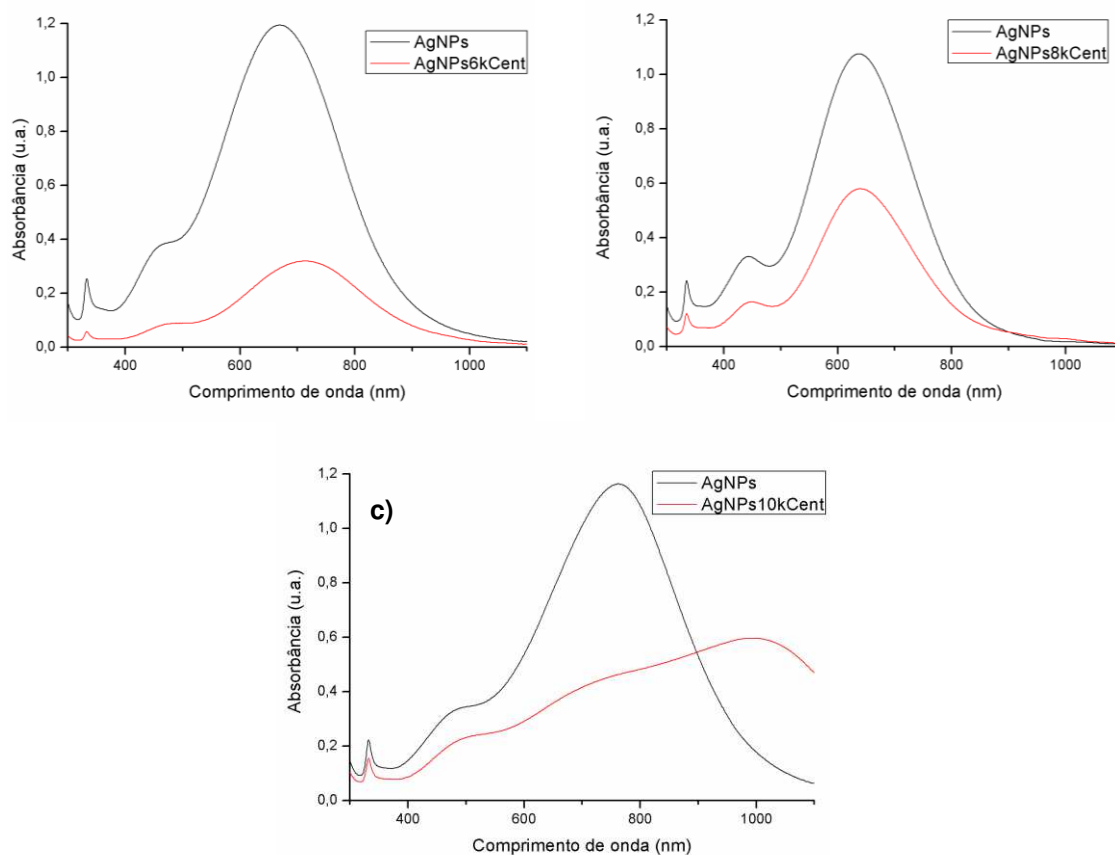 1,2
1,0
0,8
0,6
0,4
0,2
0,0
Absorbância (u.a.)
AgNPs
AgNPs6kCent
400 600 800 1000
Comprimento de onda (nm)
1,2
1,0
0,8
0,6
0,4
0,2
0,0
Absorbância (u.a.)
AgNPs
AgNPs8kCent
400 600 800 1000
Comprimento de onda (nm)
1,2
1,0
0,8
0,6
0,4
0,2
0,0
Absorbância (u.a.)
c)
AgNPs
AgNPs10kCent
400 600 800 1000
Comprimento de onda (nm)